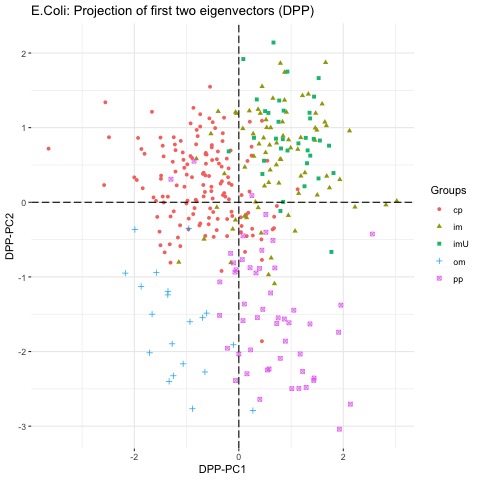 E.Coli: Projection of first two eigenvectors (DPP)
2
1
0
-1
-2
-3
-2
0
2
DPP-PC1
DPP-PC2
Groups
cp
im
imU
om
pp